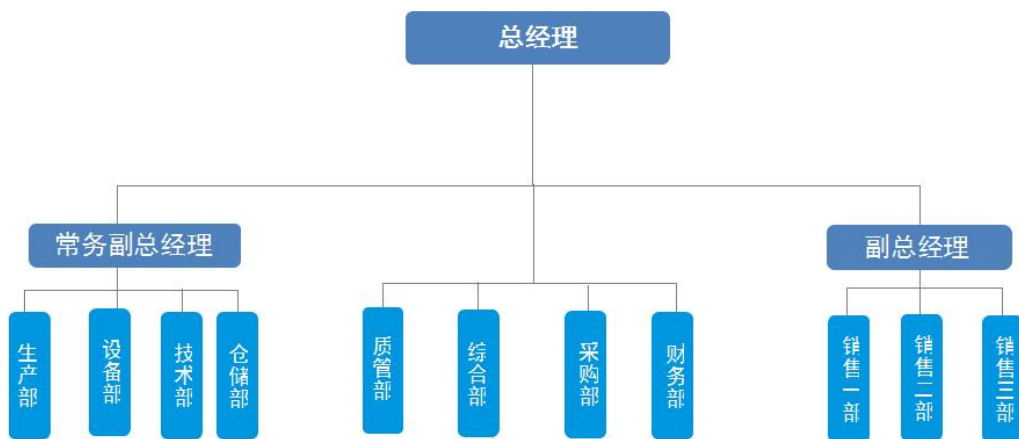 总经理
常务副总经理
副总经理
生产部
设备部
技术部
仓储部
质管部
综合部
采购部
财务部
销售一部
销售二部
销售三部